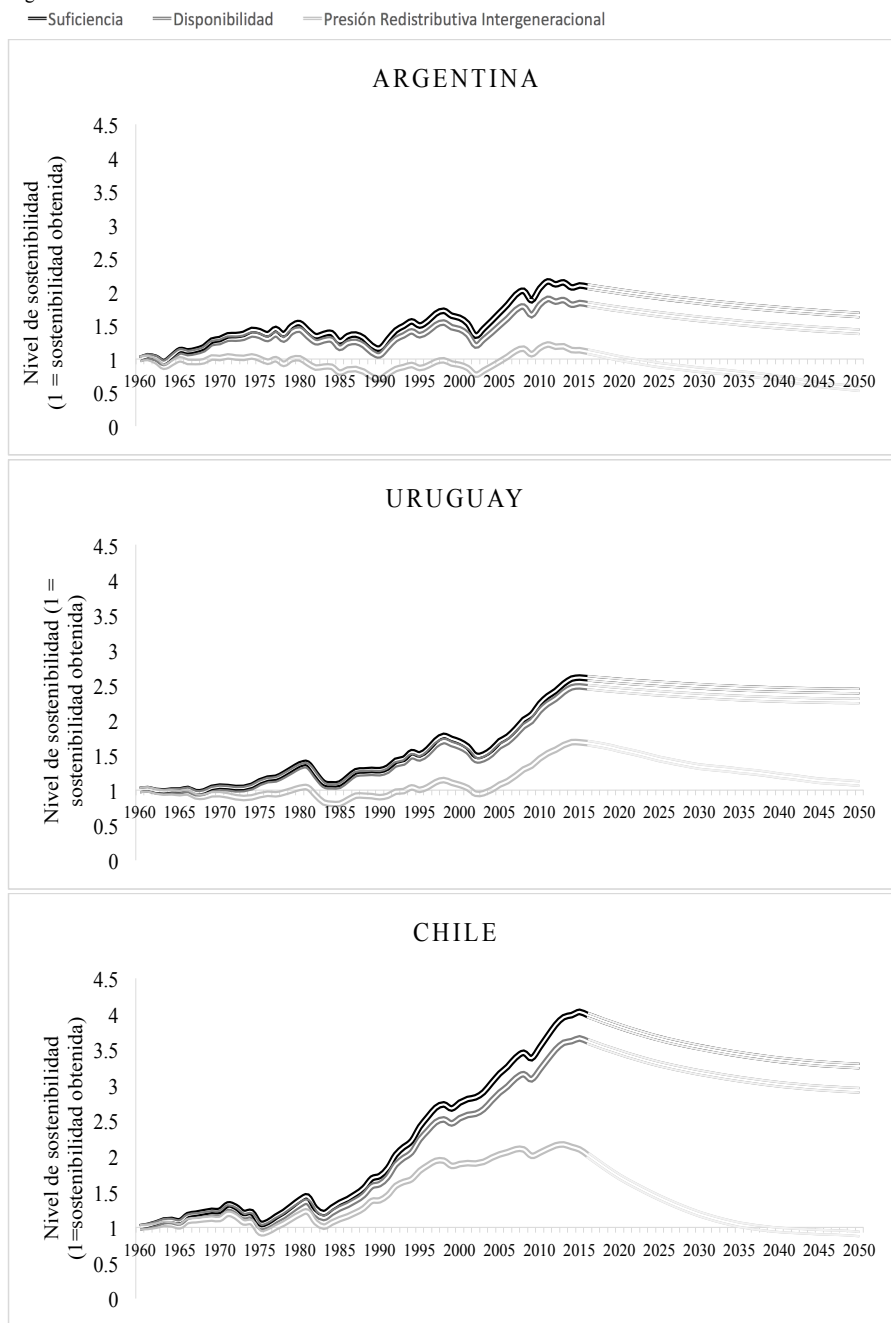 Suficiencia Disponibilidad Presión Redistributiva Intergeneracional
ARGENTINA
Nivel de sostenibilidad
(1 = sostenibilidad obtenida)
4.5
4
3.5
3
2.5
2
1.5
1
0.5
0
1960 1965 1970 1975 1980 1985 1990 1995 2000 2005 2010 2015 2020 2025 2030 2035 2040 2045 2050
URUGUAY
Nivel de sostenibilidad (1 =
sostenibilidad obtenida)
4.5
4
3.5
3
2.5
2
1.5
1
0.5
0
1960 1965 1970 1975 1980 1985 1990 1995 2000 2005 2010 2015 2020 2025 2030 2035 2040 2045 2050
CHILE
Nivel de sostenibilidad
(1=sostenibilidad obtenida)
4.5
4
3.5
3
2.5
2
1.5
1
0.5
0
1960 1965 1970 1975 1980 1985 1990 1995 2000 2005 2010 2015 2020 2025 2030 2035 2040 2045 2050